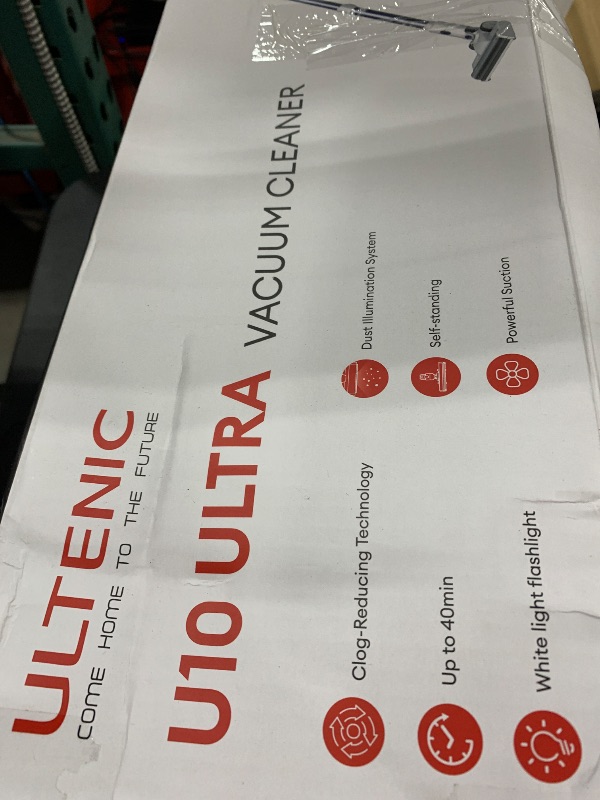 ULTENIC
COME HOME TO THE FUTURE
U10 ULTRA VACUUM CLEANER
Clog-Reducing Technology
Dust Illumination System
Up to 40min
Self-standing
White light flashlight
Powerful Suction